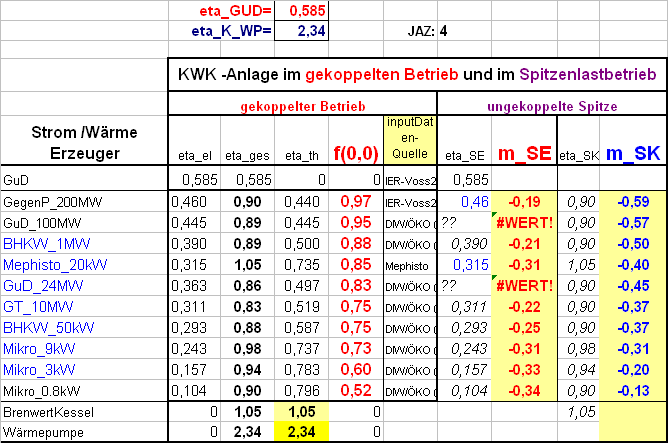 eta_GUD= 0,585
eta_K_WP= 2,34 JAZ: 4
KWK -Anlage im gekoppelten Betrieb und im Spitzenlastbetrieb
gekoppelter Betrieb ungekoppelte Spitze
Strom /Wärme Erzeuger eta_el eta_ges eta_th f(0,0) inputDaten-Quelle eta_SE m_SE eta_SK m_SK
GuD 0,585 0,585 0 0 IER-Voss2 0,585
GegenP_200MW 0,460 0,90 0,440 0,97 IER-Voss2 0,46 -0,19 0,90 -0,59
GuD_100MW 0,445 0,89 0,445 0,95 DIW/ÖKO ( ?? #WERT! 0,90 -0,57
BHKW_1MW 0,390 0,89 0,500 0,88 DIW/ÖKO ( 0,390 -0,21 0,90 -0,50
Mephisto_20kW 0,315 1,05 0,735 0,85 Mephisto 0,315 -0,31 1,05 -0,40
GuD_24MW 0,363 0,86 0,497 0,83 DIW/ÖKO ( ?? #WERT! 0,90 -0,45
GT_10MW 0,311 0,83 0,519 0,75 DIW/ÖKO ( 0,311 -0,22 0,90 -0,37
BHKW_50kW 0,293 0,88 0,587 0,75 DIW/ÖKO ( 0,293 -0,25 0,90 -0,37
Mikro_9kW 0,243 0,98 0,737 0,73 DIW/ÖKO ( 0,243 -0,31 0,98 -0,31
Mikro_3kW 0,157 0,94 0,783 0,60 DIW/ÖKO ( 0,157 -0,33 0,94 -0,20
Mikro_0.8kW 0,104 0,90 0,796 0,52 DIW/ÖKO ( 0,104 -0,34 0,90 -0,13
BrenwertKessel 0 1,05 1,05 0 1,05
Wärmepumpe 0 2,34 2,34 0